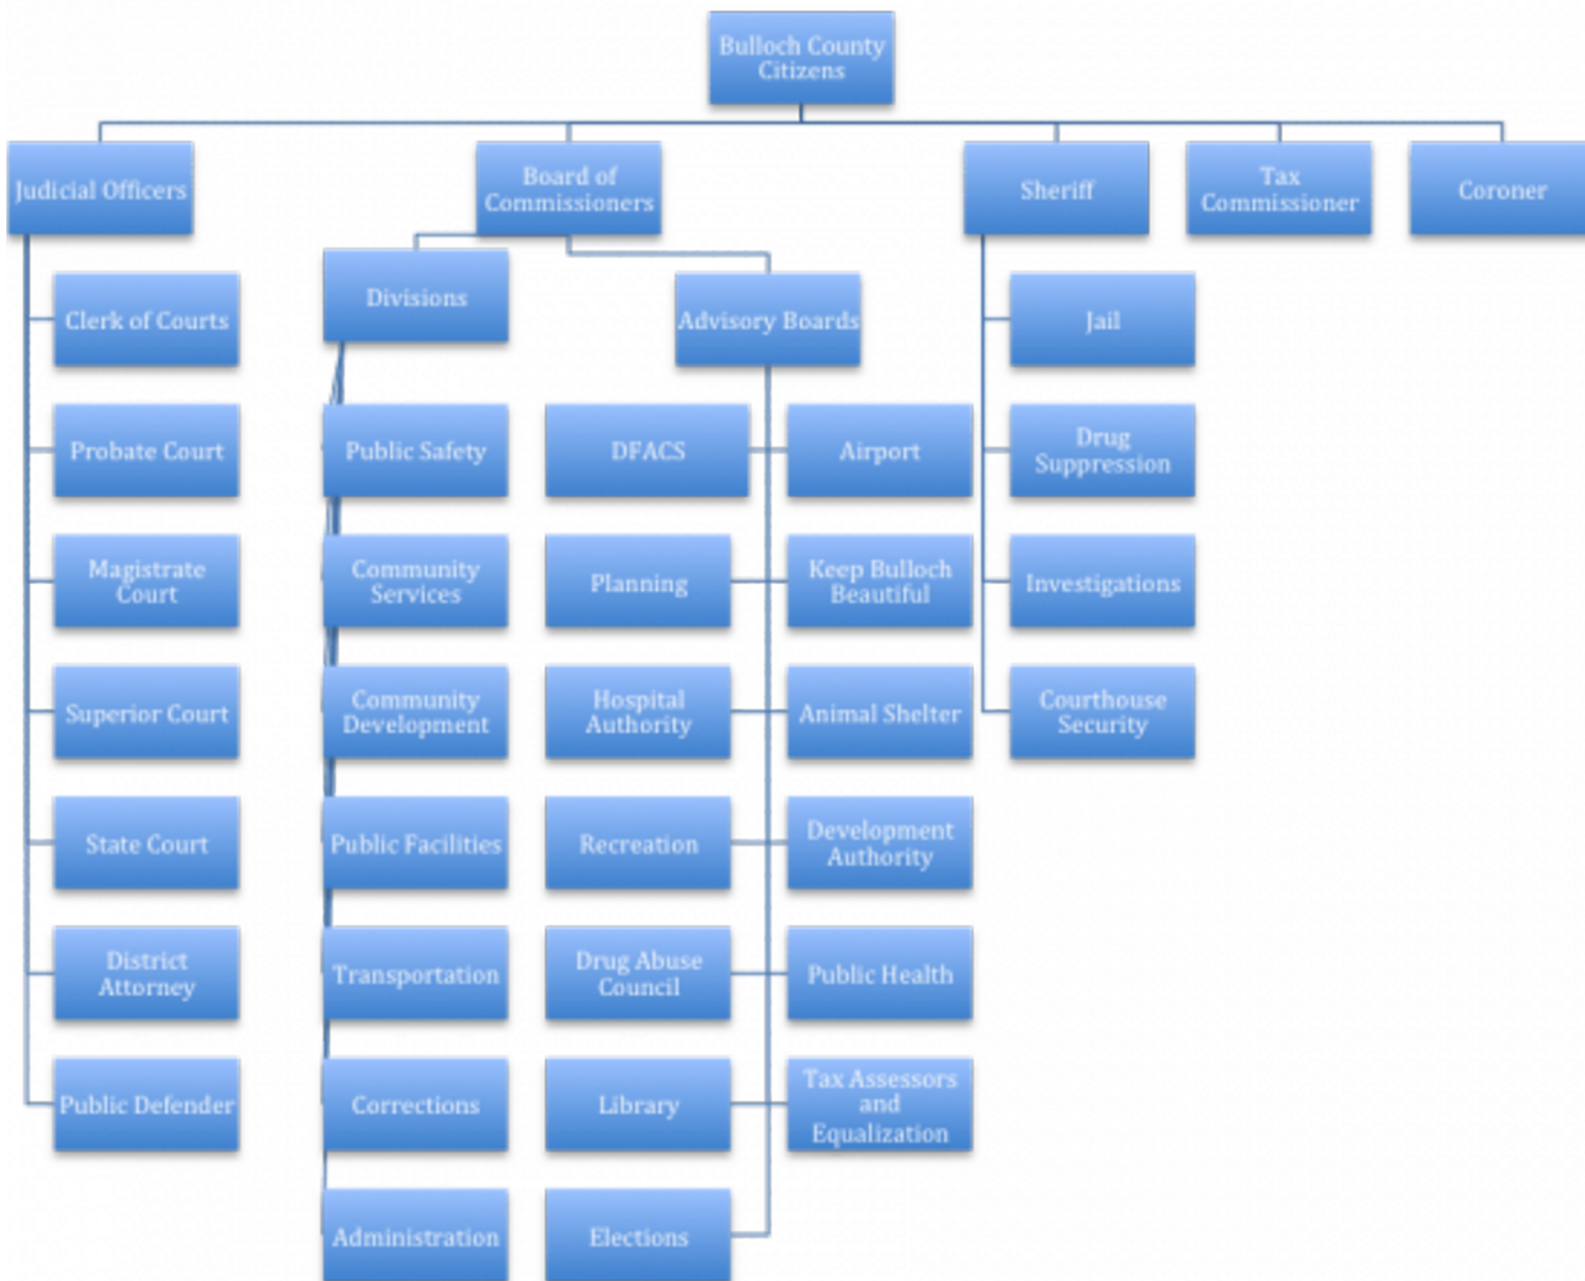 Bulloch County
Citizens
Judicial Officers
Board of
Commissioners
Sheriff
Tax
Commissioner
Coroner
Divisions
Advisory Boards
Clerk of Courts
Probate Court
Magistrate
Court
Superior Court
State Court
District
Attorney
Public Defender
Public Safety
Community
Services
Community
Development
Public Facilities
Transportation
Corrections
Administration
DFACS
Airport
Planning
Keep Bulloch
Beautiful
Hospital
Authority
Animal Shelter
Recreation
Development
Authority
Drug Abuse
Council
Public Health
Library
Tax Assessors
and
Equalization
Elections
Jail
Drug
Suppression
Investigations
Courthouse
Security